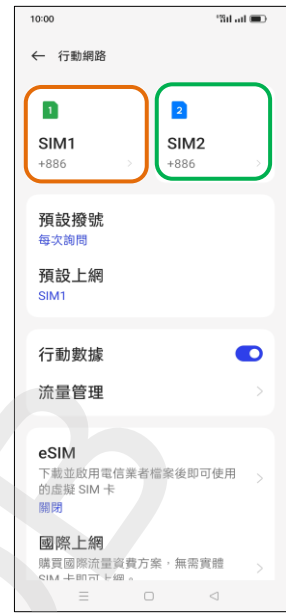 10:00
← 行動網路
1
2
SIM1
SIM2
+886 >
+886 >
預設撥號
每次詢問
預設上網
SIM1
行動數據
流量管理 >
eSIM
下載並啟用電信業者檔案後即可使用
的虛擬 SIM 卡
關閉
國際上網
購買國際流量資費方案，無需實體
SIM 卡即可上網。